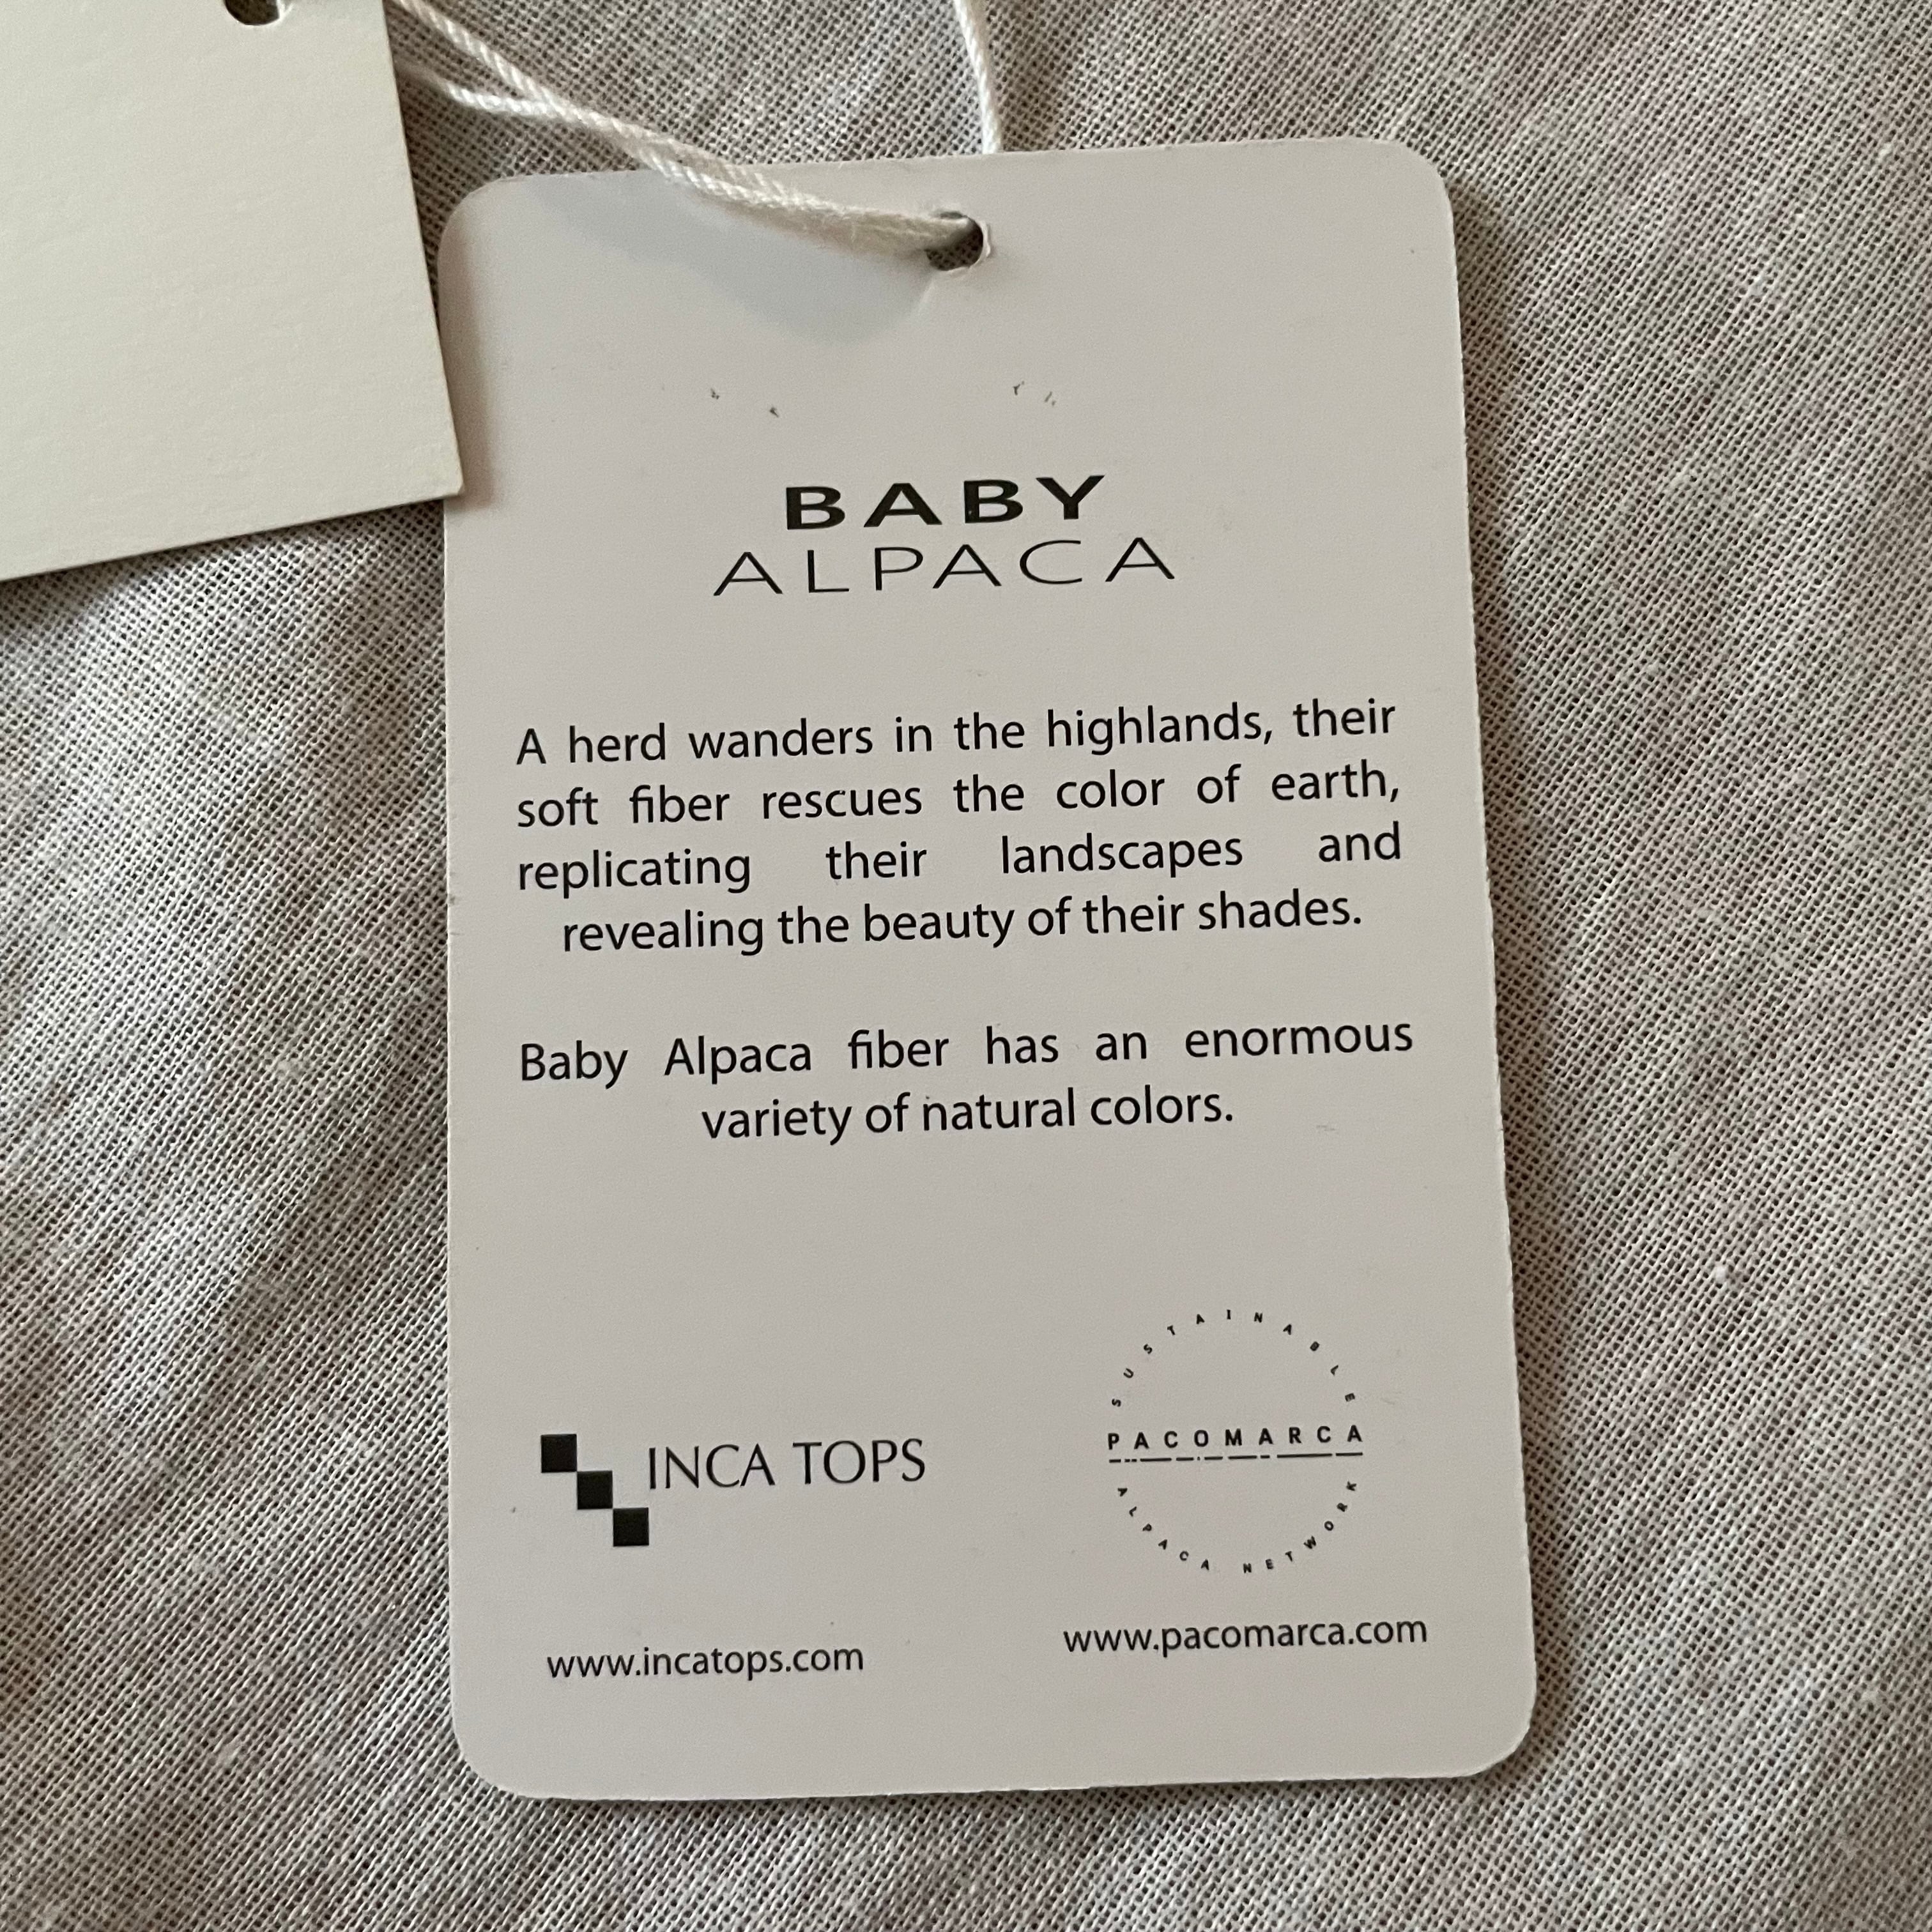 BABY
ALPACA
A herd wanders in the highlands, their
soft fiber rescues the color of earth,
replicating their landscapes and
revealing the beauty of their shades.
Baby Alpaca fiber has an enormous
variety of natural colors.
INCA TOPS
SUSTAINABLE
PACOMARCA
ALPACA NETWORK
www.incatops.com
www.pacomarca.com